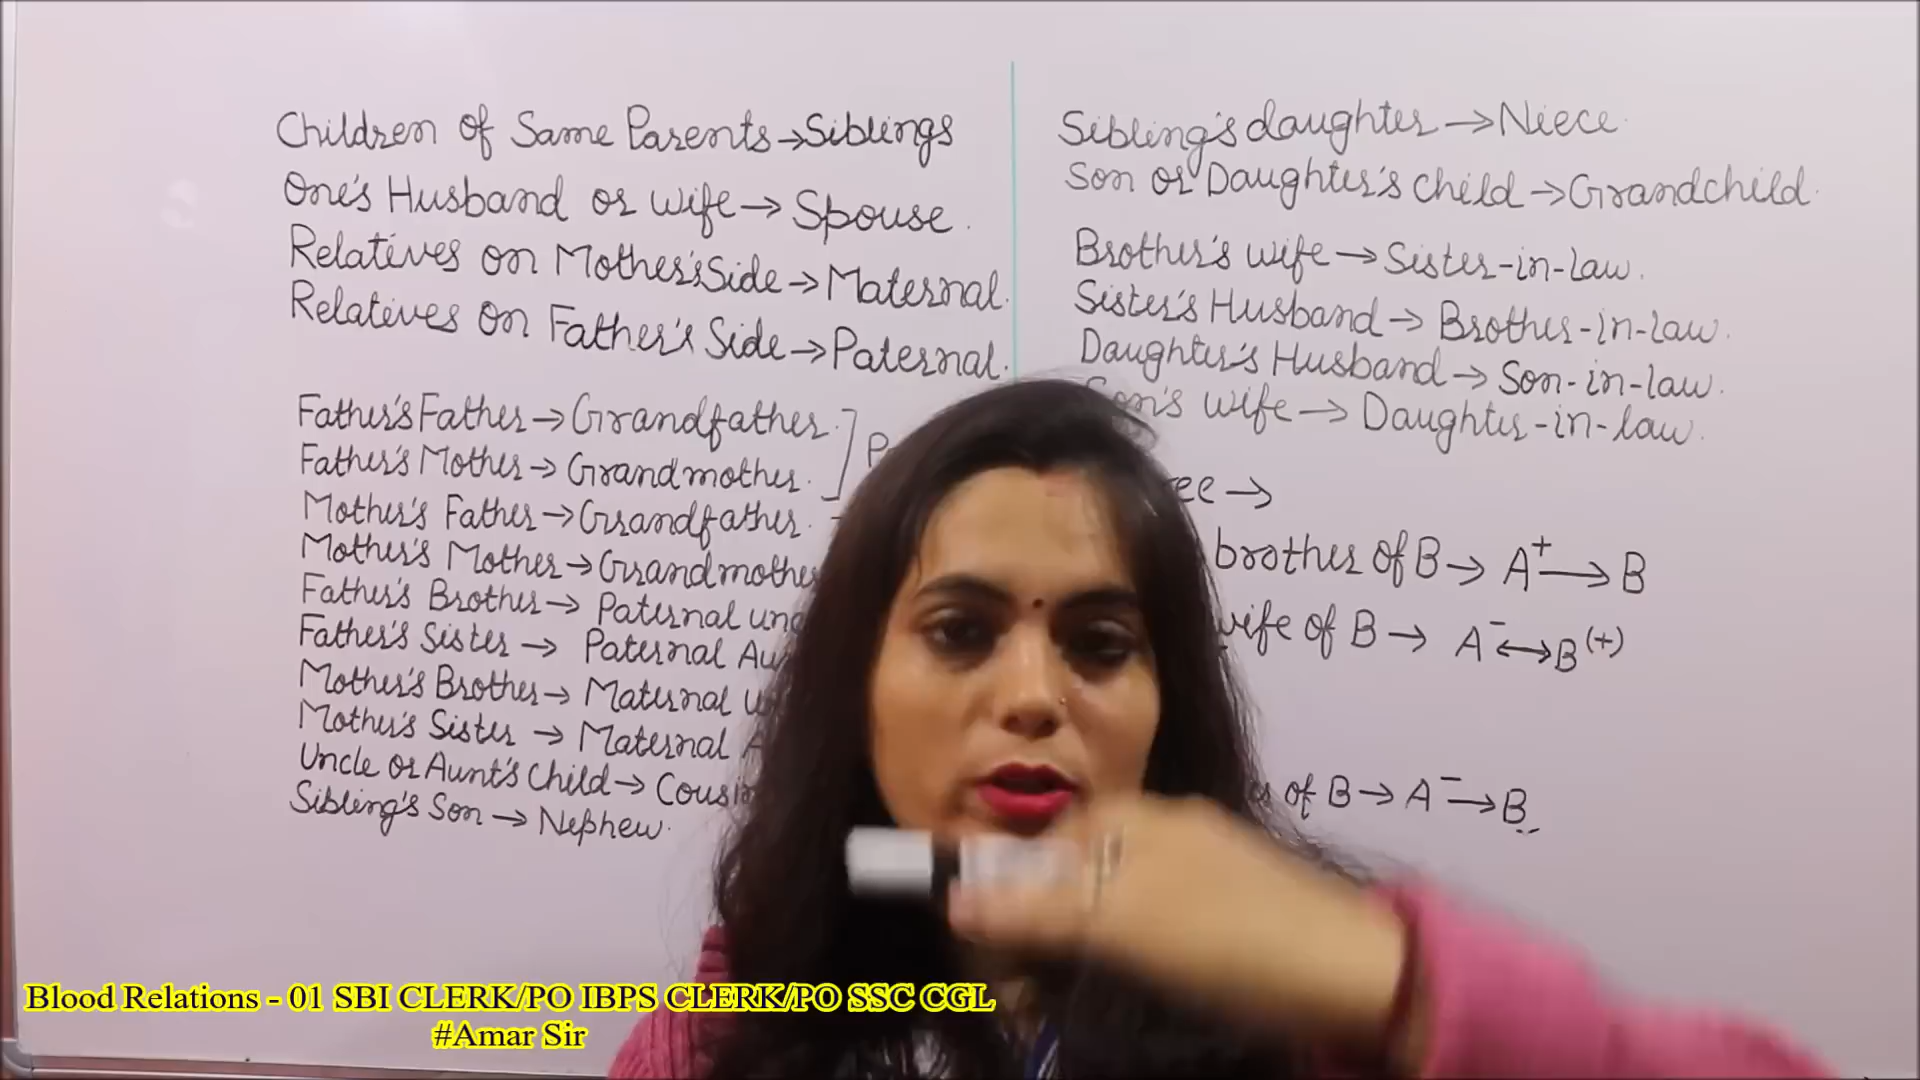 Children of Same Parents→Siblings
One's Husband or wife→ Spouse.
Relatives on Mother's Side→Maternal.
Relatives on Father's Side→Paternal.
Father's Father→Grandfather.
Father's Mother→ Grandmother.
Mother's Father→Grandfather.
Mother's Mother→Grandmothe
Father's Brother→ Paternal
Father's Sister → Paternal
Mother's Brother→ Maternal
Mother's Sister → Maternal
Uncle or Aunt's Child→
Sibling's Son→ Nephew.
Sibling's daughter→Niece.
Son or Daughter's child→Grandchild.
Brother's wife→Sister-in-law.
Sister's Husband→ Brother-in-law.
Daughter's Husband→ Son-in-law.
Son's wife→ Daughter-in-law.
ee→
brother of B→ A⁺→B
wife of B→ A⁻↔B⁽⁺⁾
of B→ A⁻→B
Blood Relations - 01 SBI CLERK/PO IBPS CLERK/PO SSC CGL
#Amar Sir